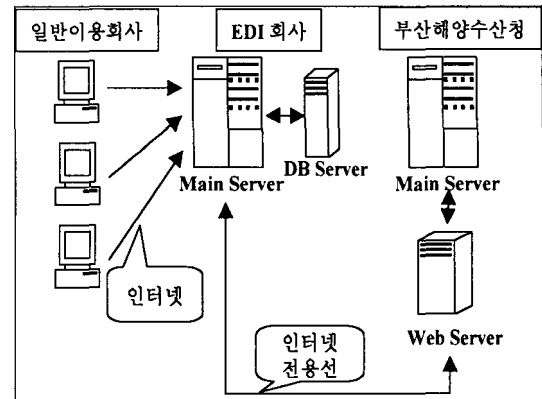 일반이용회사
EDI 회사
부산해양수산청
Main Server
DB Server
Main Server
인터넷
Web Server
인터넷
전용선